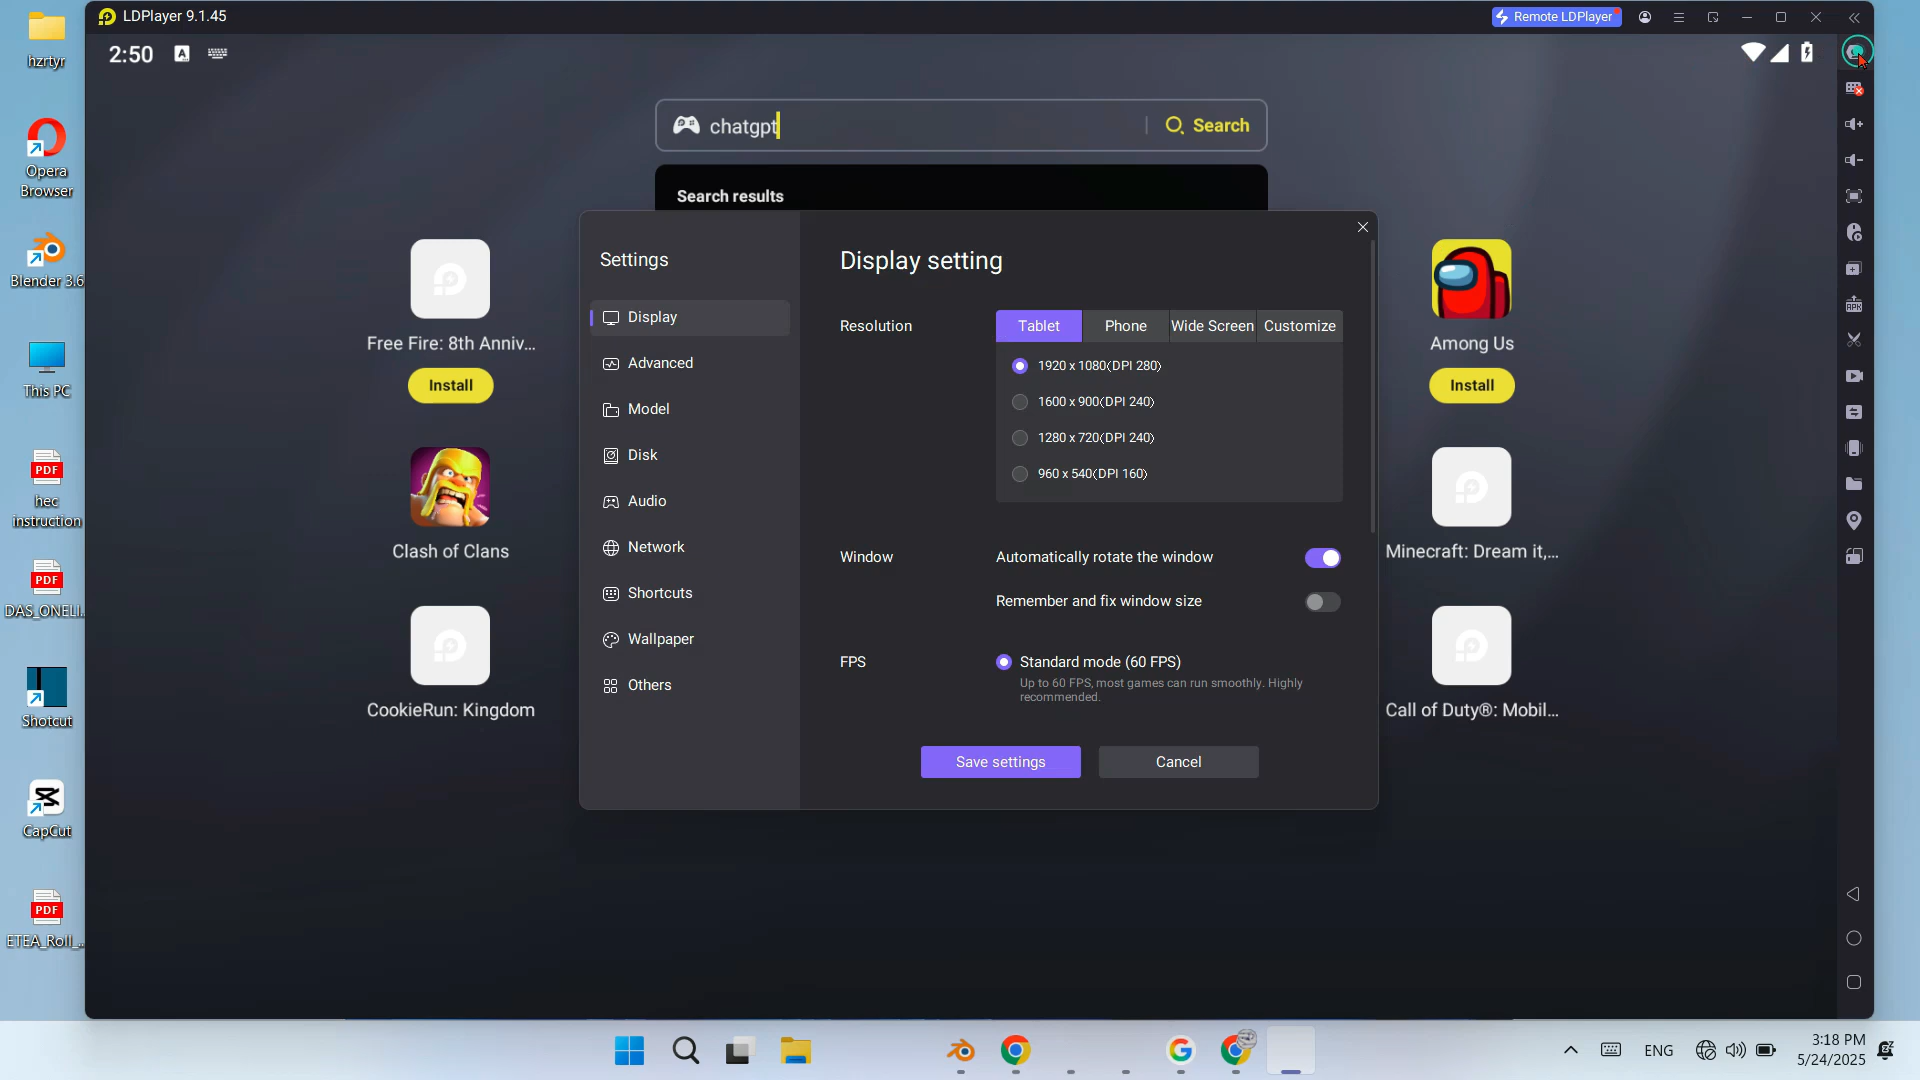 hzrtyr
Opera
Browser
Blender 3.6
This PC
PDF
hec
instruction
PDF
DAS_ONELI...
Shotcut
CapCut
PDF
ETEA_Roll_...
LDPlayer 9.1.45
Remote LDPlayer
2:50
A
chatgpt
Search
Search results
Free Fire: 8th Anniv...
Install
Clash of Clans
CookieRun: Kingdom
Among Us
Install
Minecraft: Dream it,...
Call of Duty®: Mobil...
Settings
Display
Advanced
Model
Disk
Audio
Network
Shortcuts
Wallpaper
Others
Display setting
Resolution
Tablet
Phone
Wide Screen
Customize
1920 x 1080(DPI 280)
1600 x 900(DPI 240)
1280 x 720(DPI 240)
960 x 540(DPI 160)
Window
Automatically rotate the window
Remember and fix window size
FPS
Standard mode (60 FPS)
Up to 60 FPS, most games can run smoothly. Highly
recommended.
Save settings
Cancel
APK
ENG
3:18 PM
5/24/2025